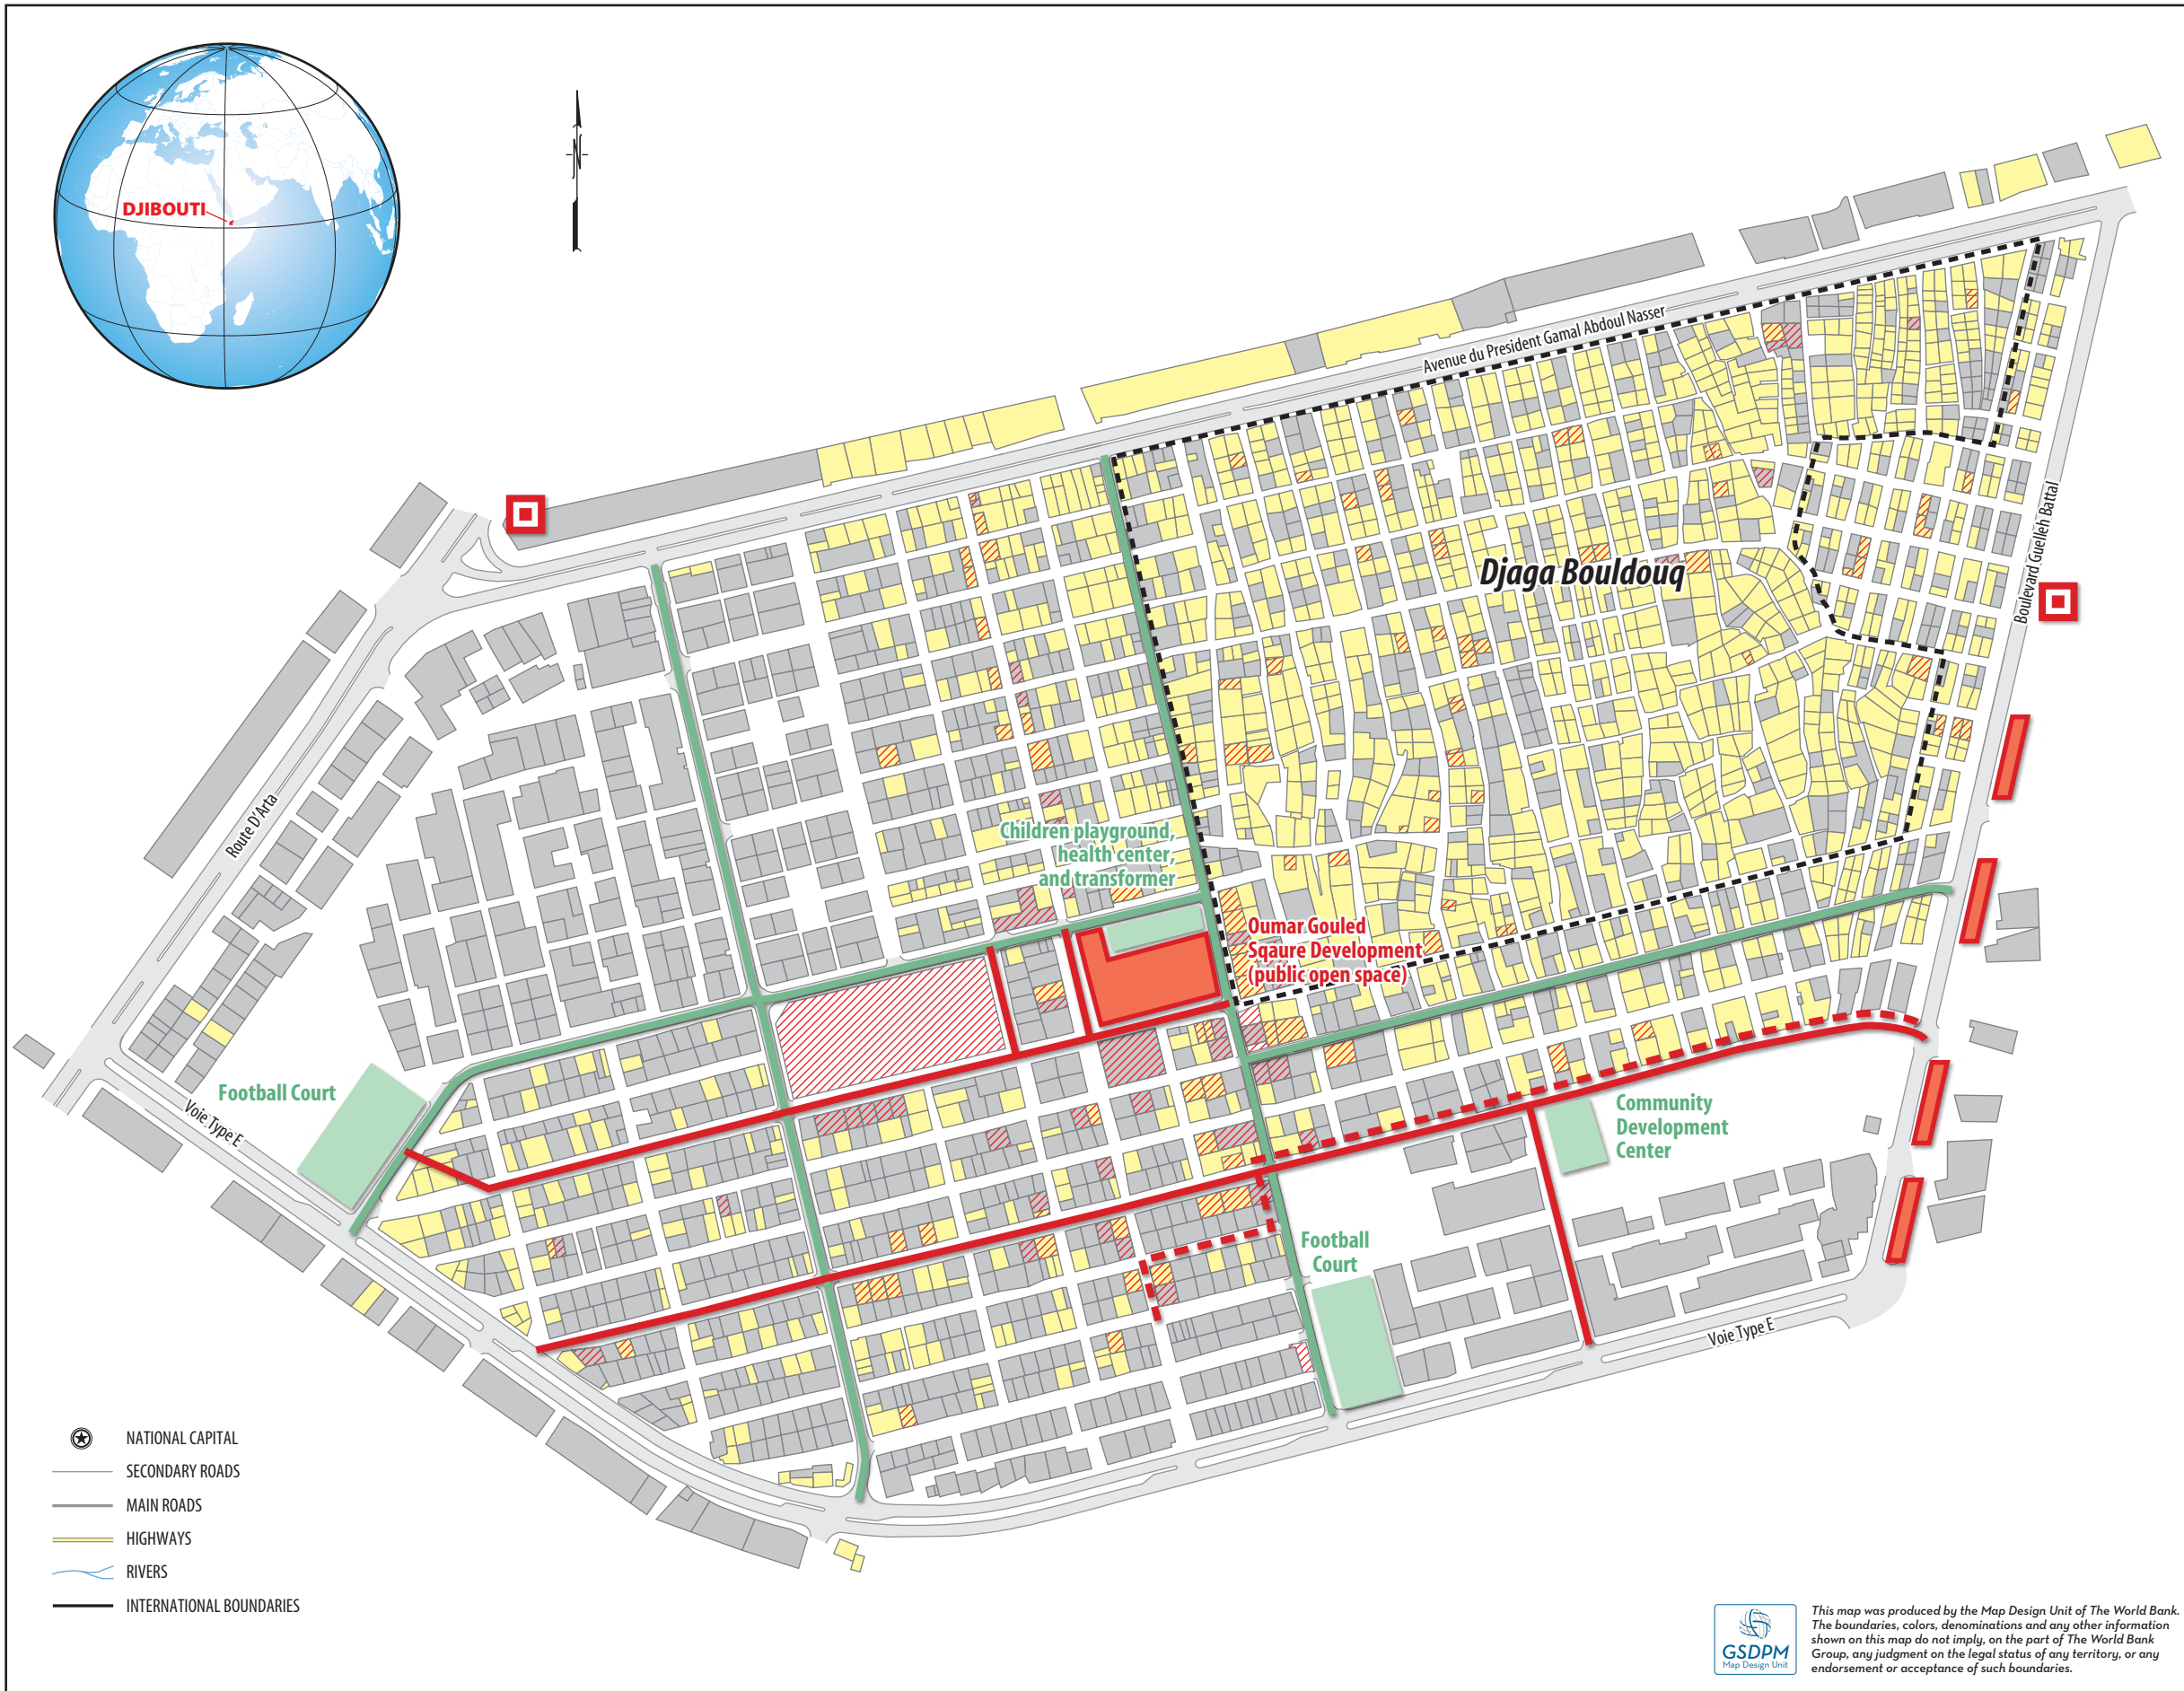 DJIBOUTI
N
Avenue du President Gamal Abdoul Nasser
Djaga Bouldouq
Boulevard Guelleh Battal
Route D'Arta
Children playground,
health center,
and transformer
Oumar Gouled
Sqaure Development
(public open space)
Football Court
Voie Type E
Community
Development
Center
Football
Court
Voie Type E
NATIONAL CAPITAL
SECONDARY ROADS
MAIN ROADS
HIGHWAYS
RIVERS
INTERNATIONAL BOUNDARIES
GSDPM
Map Design Unit
This map was produced by the Map Design Unit of The World Bank.
The boundaries, colors, denominations and any other information
shown on this map do not imply, on the part of The World Bank
Group, any judgment on the legal status of any territory, or any
endorsement or acceptance of such boundaries.